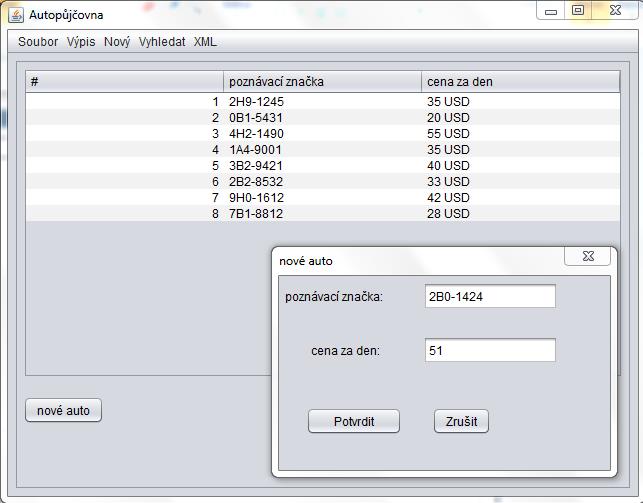 Autopůjčovna
Soubor Výpis Nový Vyhledat XML
# poznávací značka cena za den
1 2H9-1245 35 USD
2 0B1-5431 20 USD
3 4H2-1490 55 USD
4 1A4-9001 35 USD
5 3B2-9421 40 USD
6 2B2-8532 33 USD
7 9H0-1612 42 USD
8 7B1-8812 28 USD
nové auto
nové auto
poznávací značka: 2B0-1424
cena za den: 51
Potvrdit Zrušit